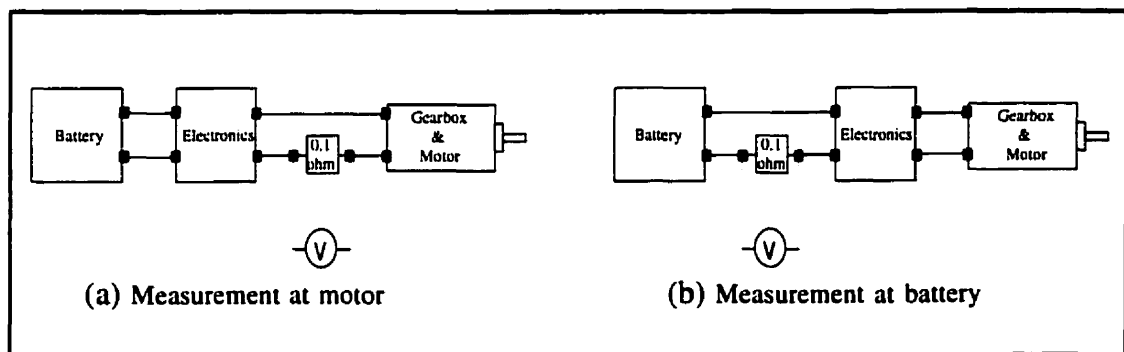 Battery
Electronics
0.1
ohm
Gearbox
&
Motor
V
(a) Measurement at motor
Battery
0.1
ohm
Electronics
Gearbox
&
Motor
V
(b) Measurement at battery